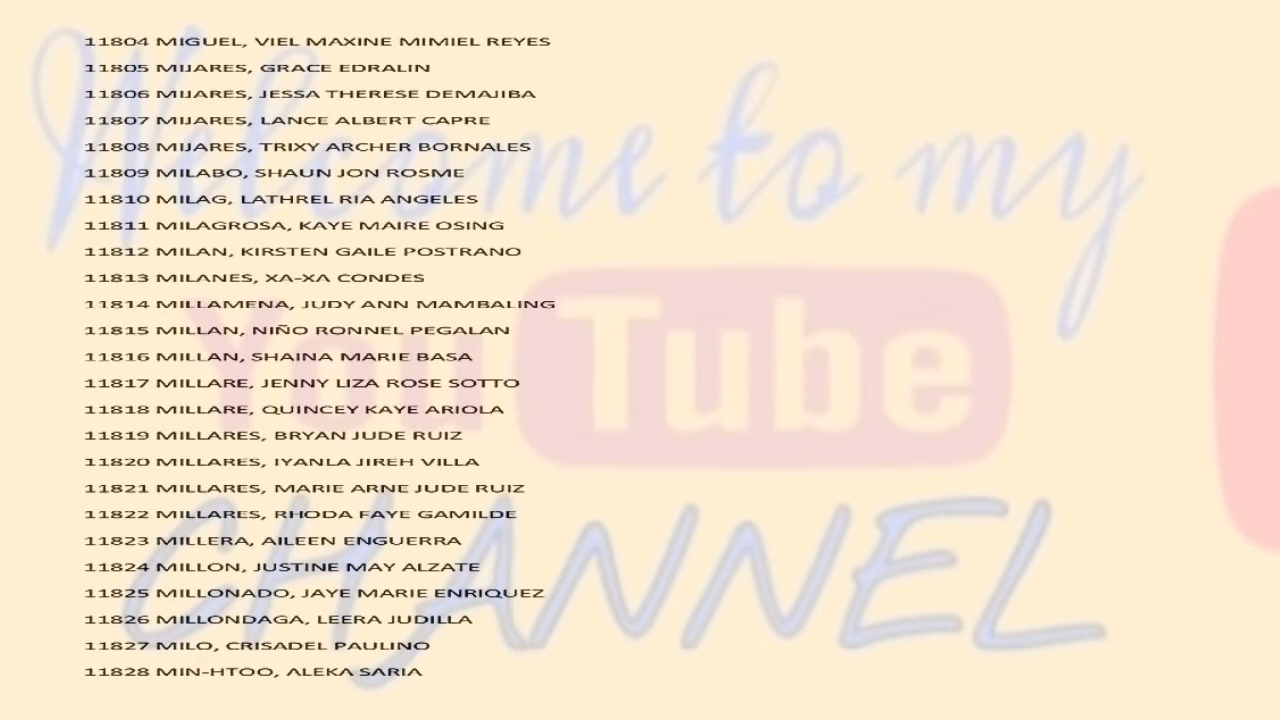 11804 MIGUEL, VIEL MAXINE MIMIEL REYES
11805 MIJARES, GRACE EDRALIN
11806 MIJARES, JESSA THERESE DEMAJIBA
11807 MIJARES, LANCE ALBERT CAPRE
11808 MIJARES, TRIXY ARCHER BORNALES
11809 MILABO, SHAUN JON ROSME
11810 MILAG, LATHREL RIA ANGELES
11811 MILAGROSA, KAYE MAIRE OSING
11812 MILAN, KIRSTEN GAILE POSTRANO
11813 MILANES, XA-XA CONDES
11814 MILLAMENA, JUDY ANN MAMBALING
11815 MILLAN, NIÑO RONNEL PEGALAN
11816 MILLAN, SHAINA MARIE BASA
11817 MILLARE, JENNY LIZA ROSE SOTTO
11818 MILLARE, QUINCEY KAYE ARIOLA
11819 MILLARES, BRYAN JUDE RUIZ
11820 MILLARES, IYANLA JIREH VILLA
11821 MILLARES, MARIE ARNE JUDE RUIZ
11822 MILLARES, RHODA FAYE GAMILDE
11823 MILLERA, AILEEN ENGUERRA
11824 MILLON, JUSTINE MAY ALZATE
11825 MILLONADO, JAYE MARIE ENRIQUEZ
11826 MILLONDAGA, LEERA JUDILLA
11827 MILO, CRISADEL PAULINO
11828 MIN-HTOO, ALEKA SARIA
Welcome to my
YouTube
CHANNEL